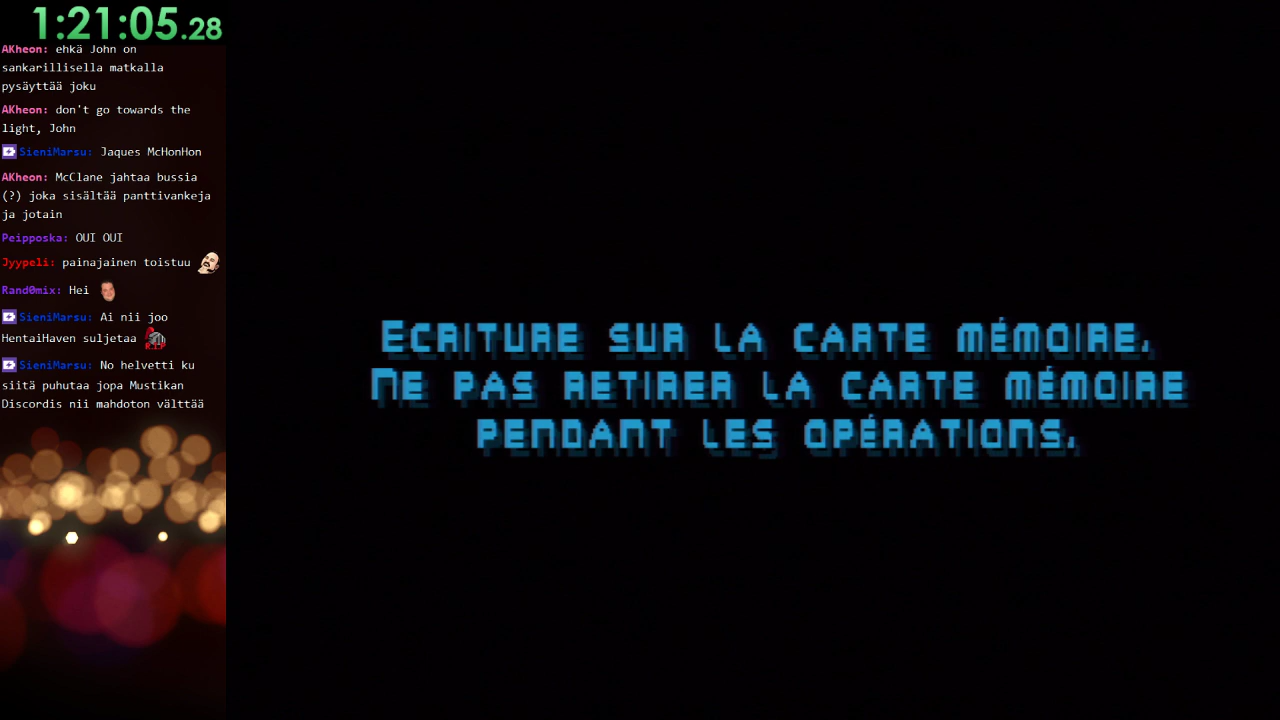 1:21:05.28
AKheon: ehkä John on
sankarillisella matkalla
pysäyttää joku
AKheon: don't go towards the
light, John
SieniMarsu: Jaques McHonHon
AKheon: McClane jahtaa bussia
(?) joka sisältää panttivankeja
ja jotain
Peipposka: OUI OUI
Jyypeli: painajainen toistuu
Rand0mix: Hei
SieniMarsu: Ai nii joo
HentaiHaven suljetaa
R.I.P
SieniMarsu: No helvetti ku
siitä puhutaa jopa Mustikan
Discordis nii mahdoton välttää
Ecriture sur la carte mémoire.
Ne pas retirer la carte mémoire
pendant les opérations.